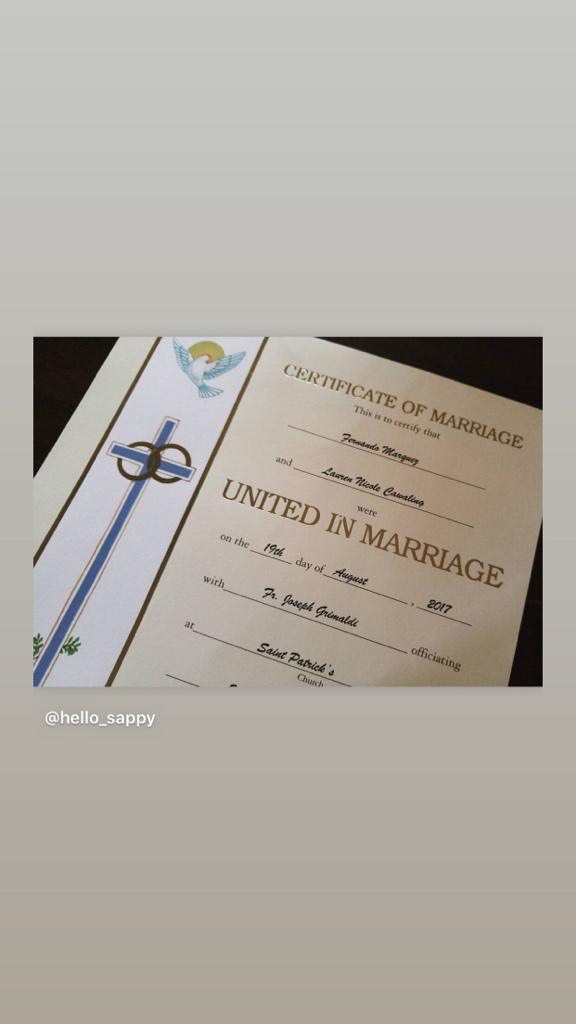 CERTIFICATE OF MARRIAGE
This is to certify that
Fernando Marquez
and Lauren Nicole Cawaling
were
UNITED IN MARRIAGE
on the 19th day of August , 2017
with Fr. Joseph Grimaldi officiating
at Saint Patrick's
Church
@hello_sappy